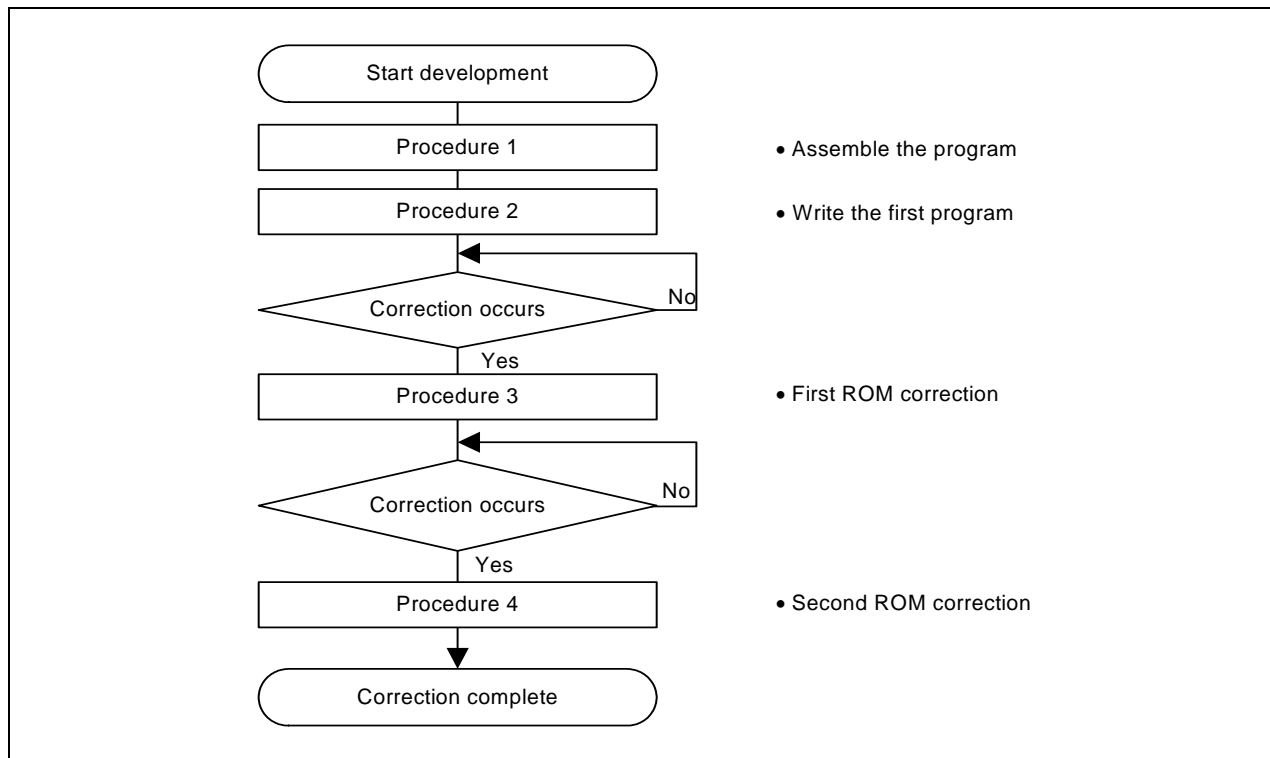 Start development
Procedure 1
• Assemble the program
Procedure 2
• Write the first program
Correction occurs
No
Yes
Procedure 3
• First ROM correction
Correction occurs
No
Yes
Procedure 4
• Second ROM correction
Correction complete